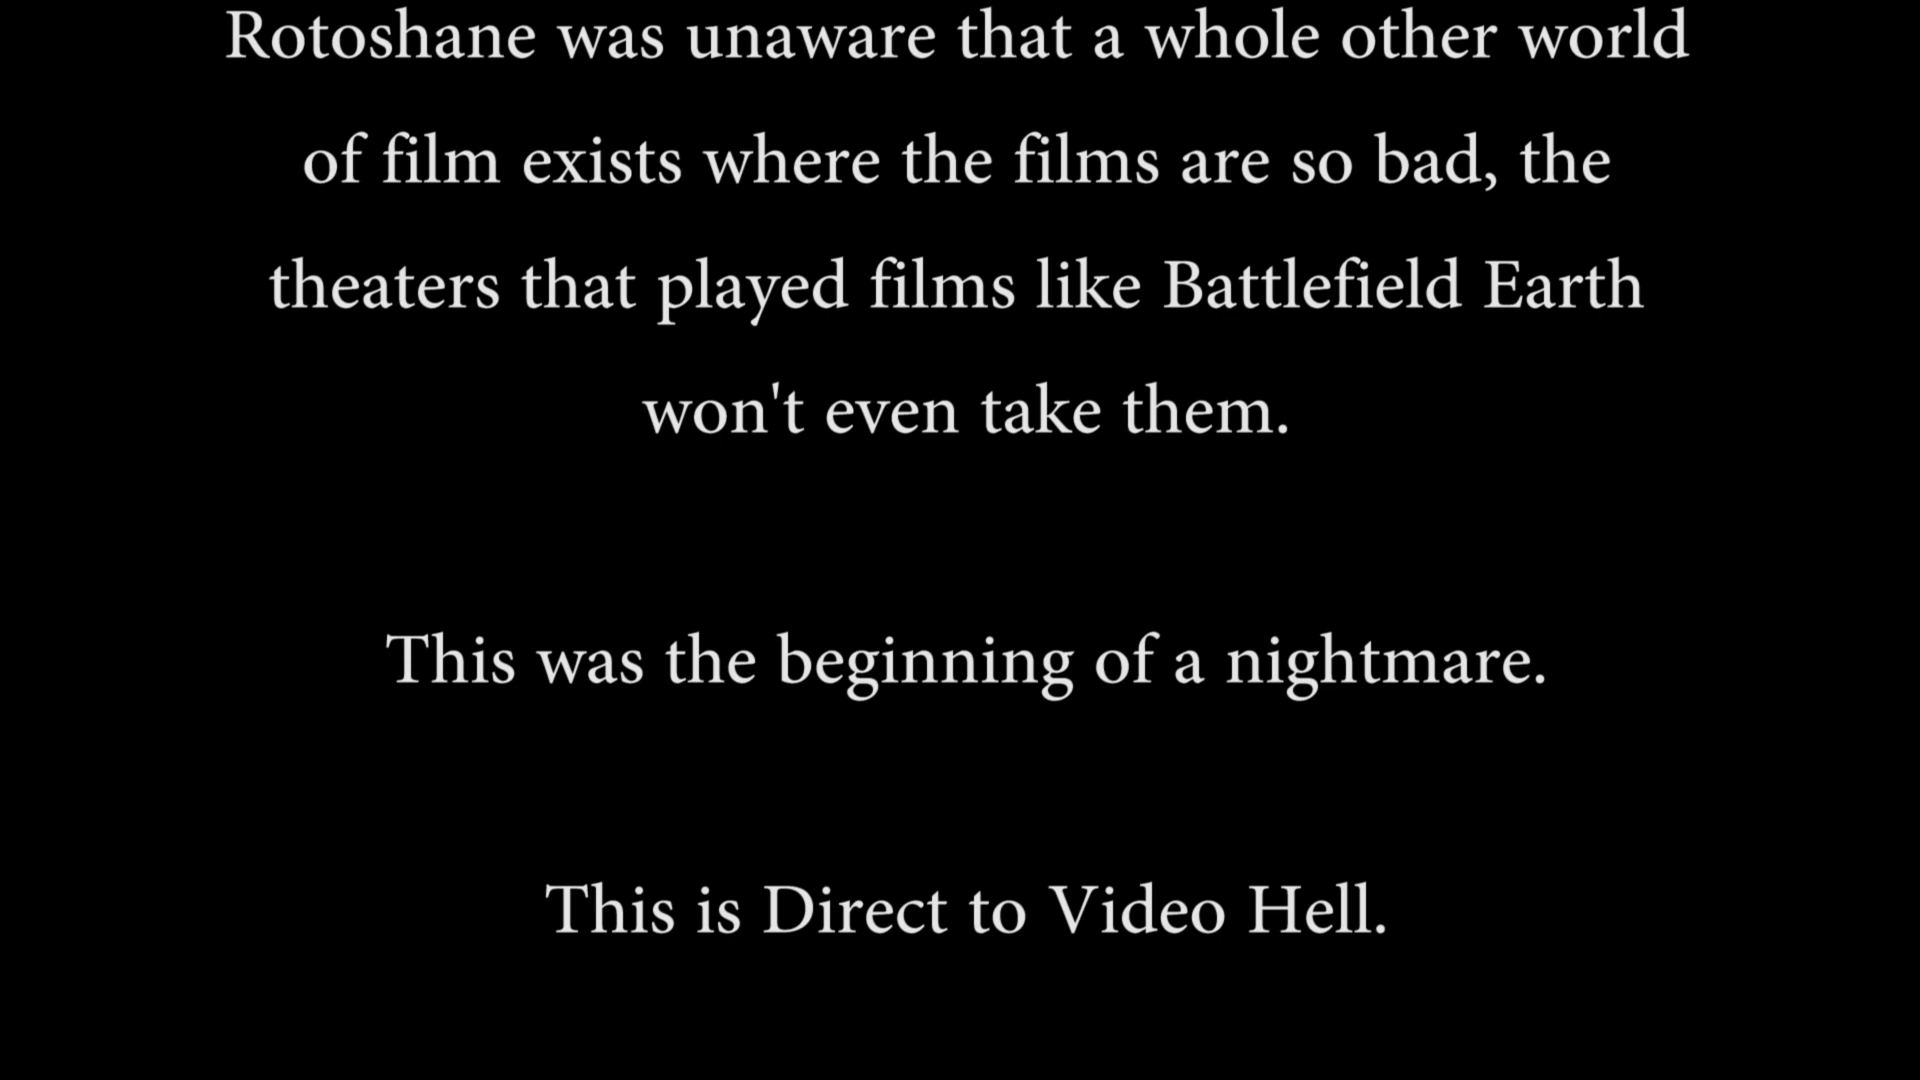 Rotoshane was unaware that a whole other world
of film exists where the films are so bad, the
theaters that played films like Battlefield Earth
won't even take them.
This was the beginning of a nightmare.
This is Direct to Video Hell.